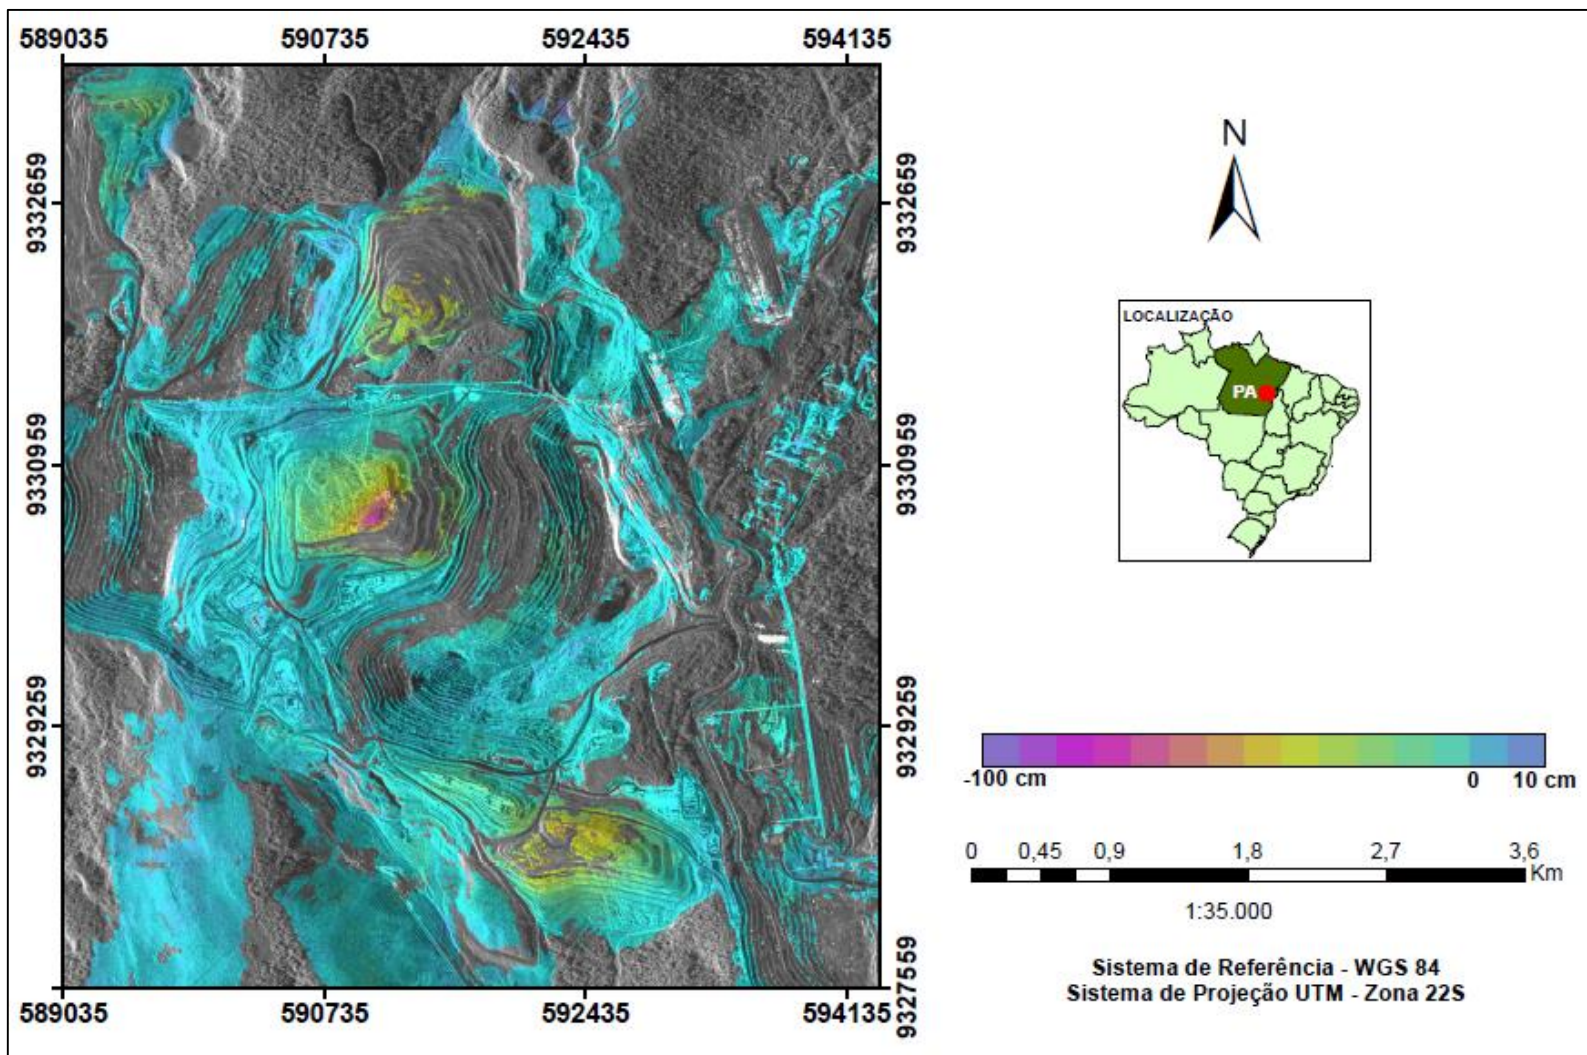 589035 590735 592435 594135
9332659
9330959
9329259
9332659
9330959
9329259
9327559
589035 590735 592435 594135
N
LOCALIZAÇÃO
PA
-100 cm 0 10 cm
0 0,45 0,9 1,8 2,7 3,6
Km
1:35.000
Sistema de Referência - WGS 84
Sistema de Projeção UTM - Zona 22S